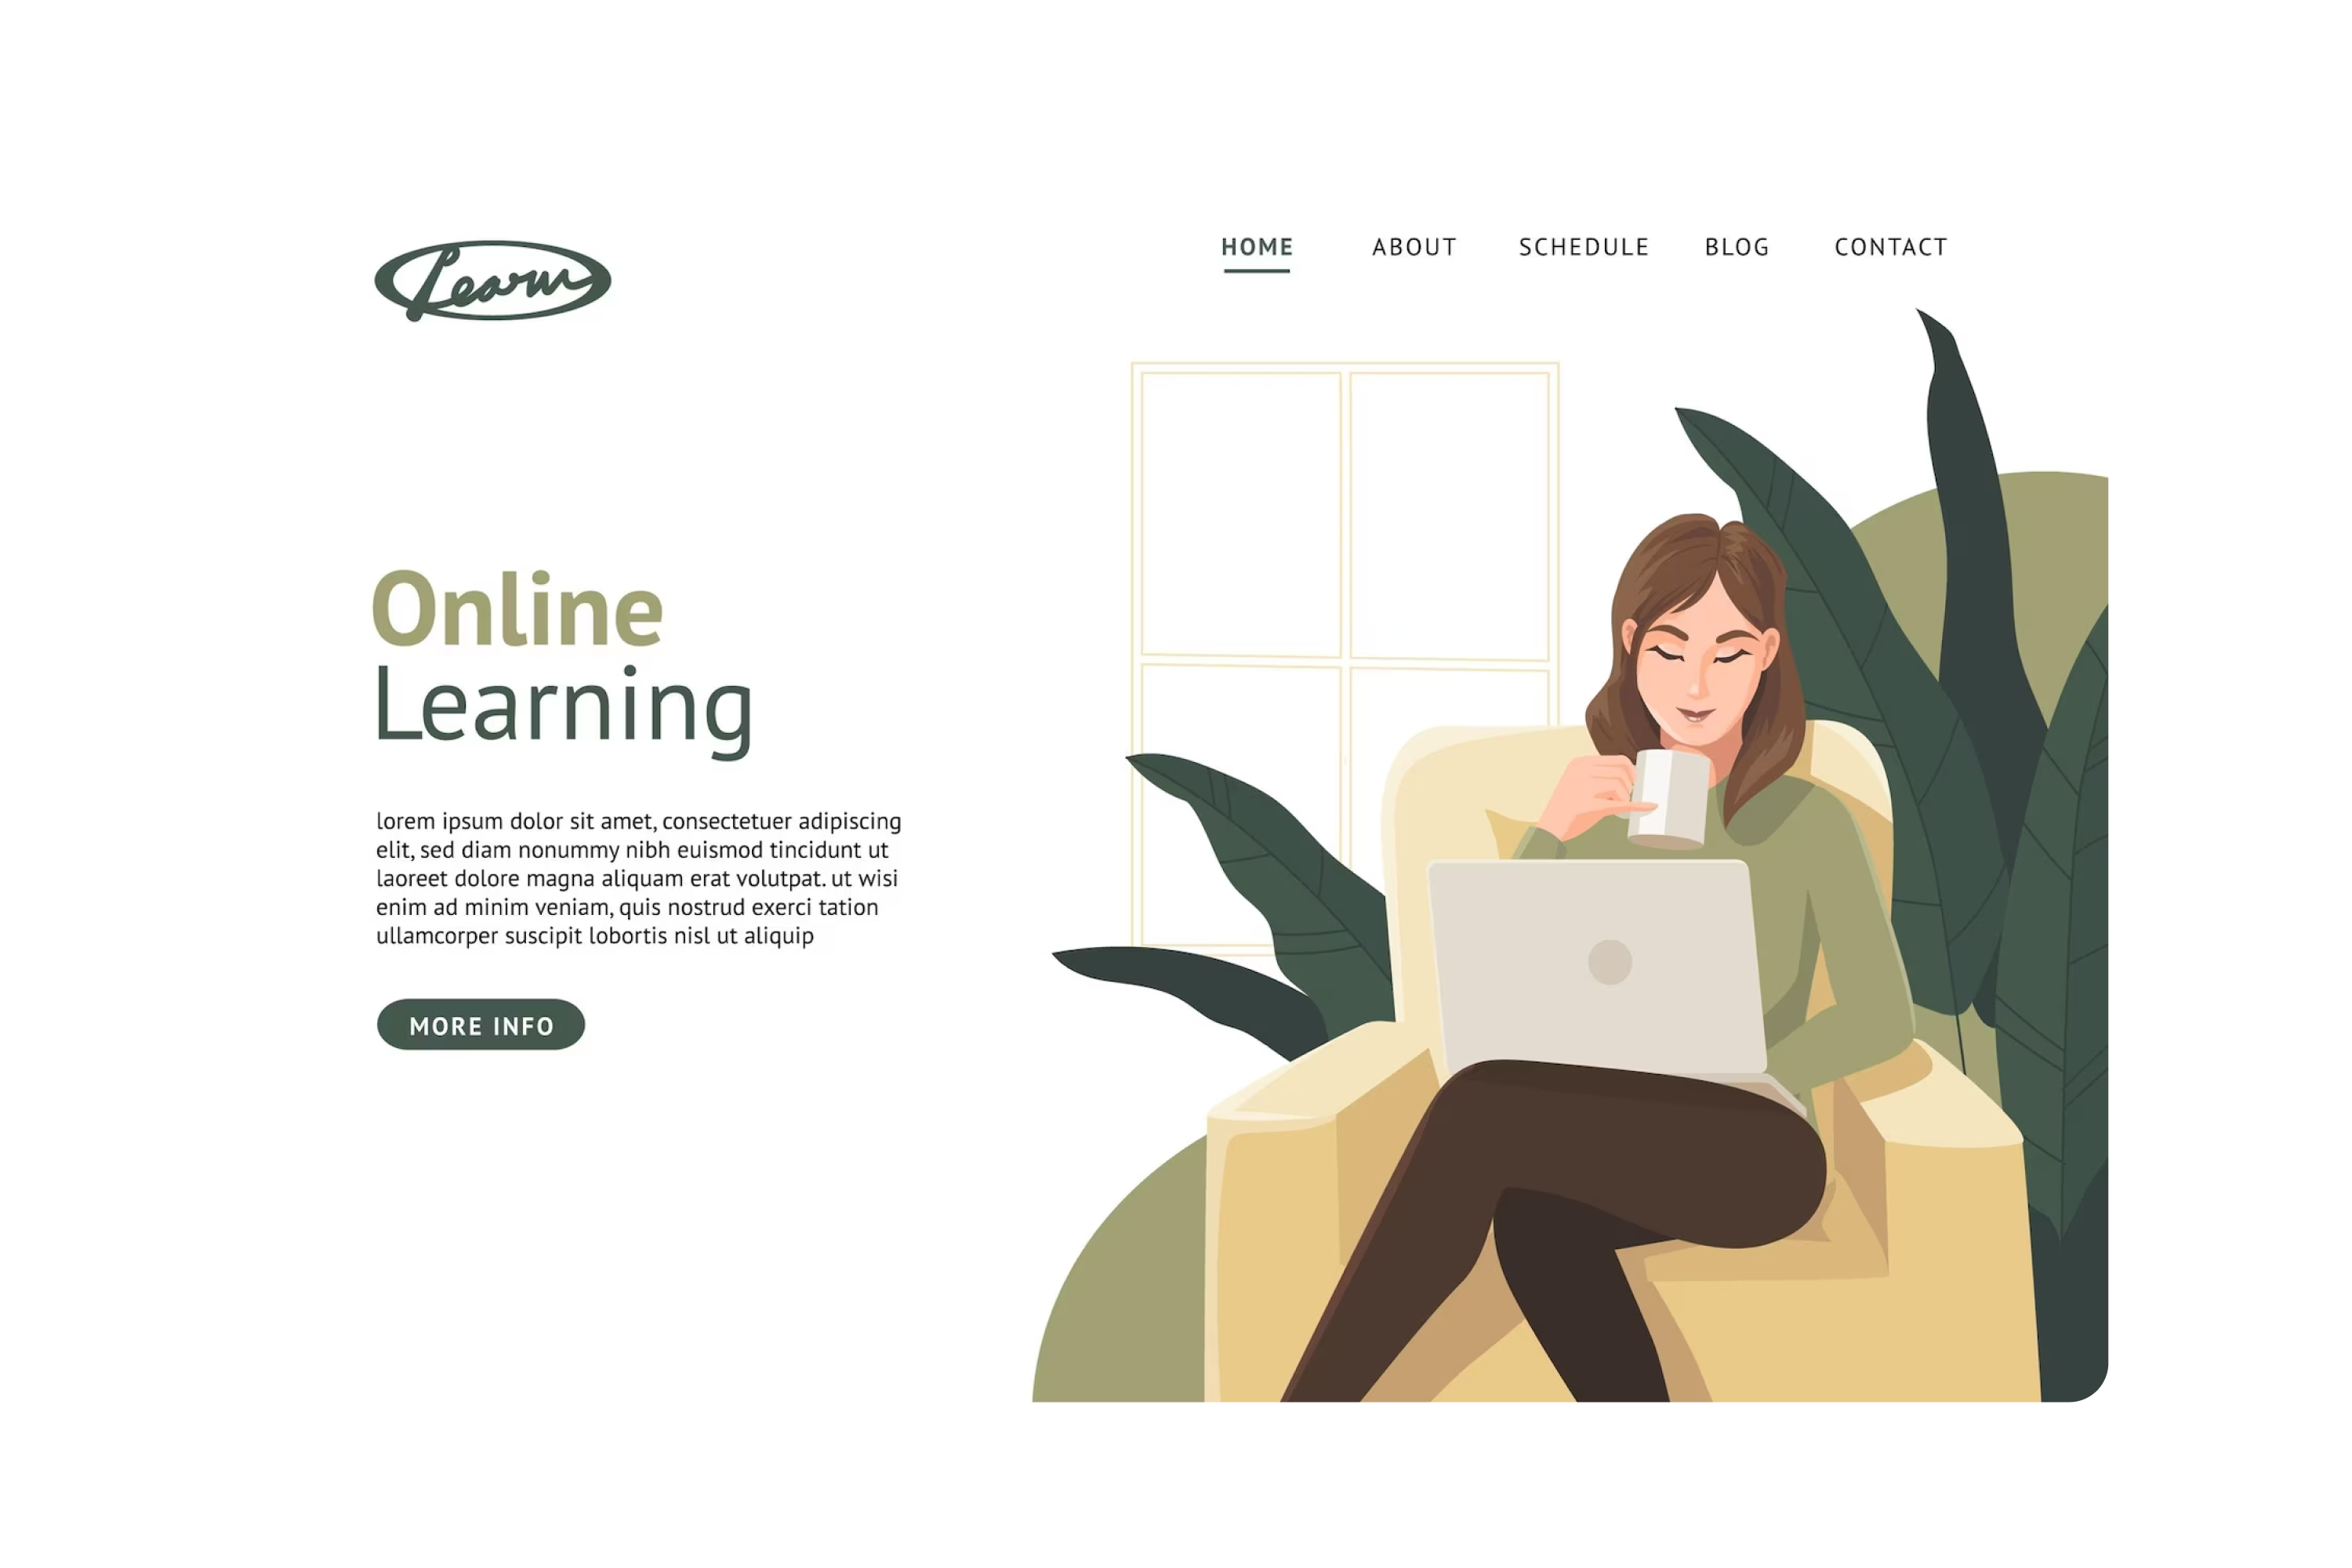 Learn
HOME ABOUT SCHEDULE BLOG CONTACT
Online
Learning
lorem ipsum dolor sit amet, consectetuer adipiscing
elit, sed diam nonummy nibh euismod tincidunt ut
laoreet dolore magna aliquam erat volutpat. ut wisi
enim ad minim veniam, quis nostrud exerci tation
ullamcorper suscipit lobortis nisl ut aliquip
MORE INFO